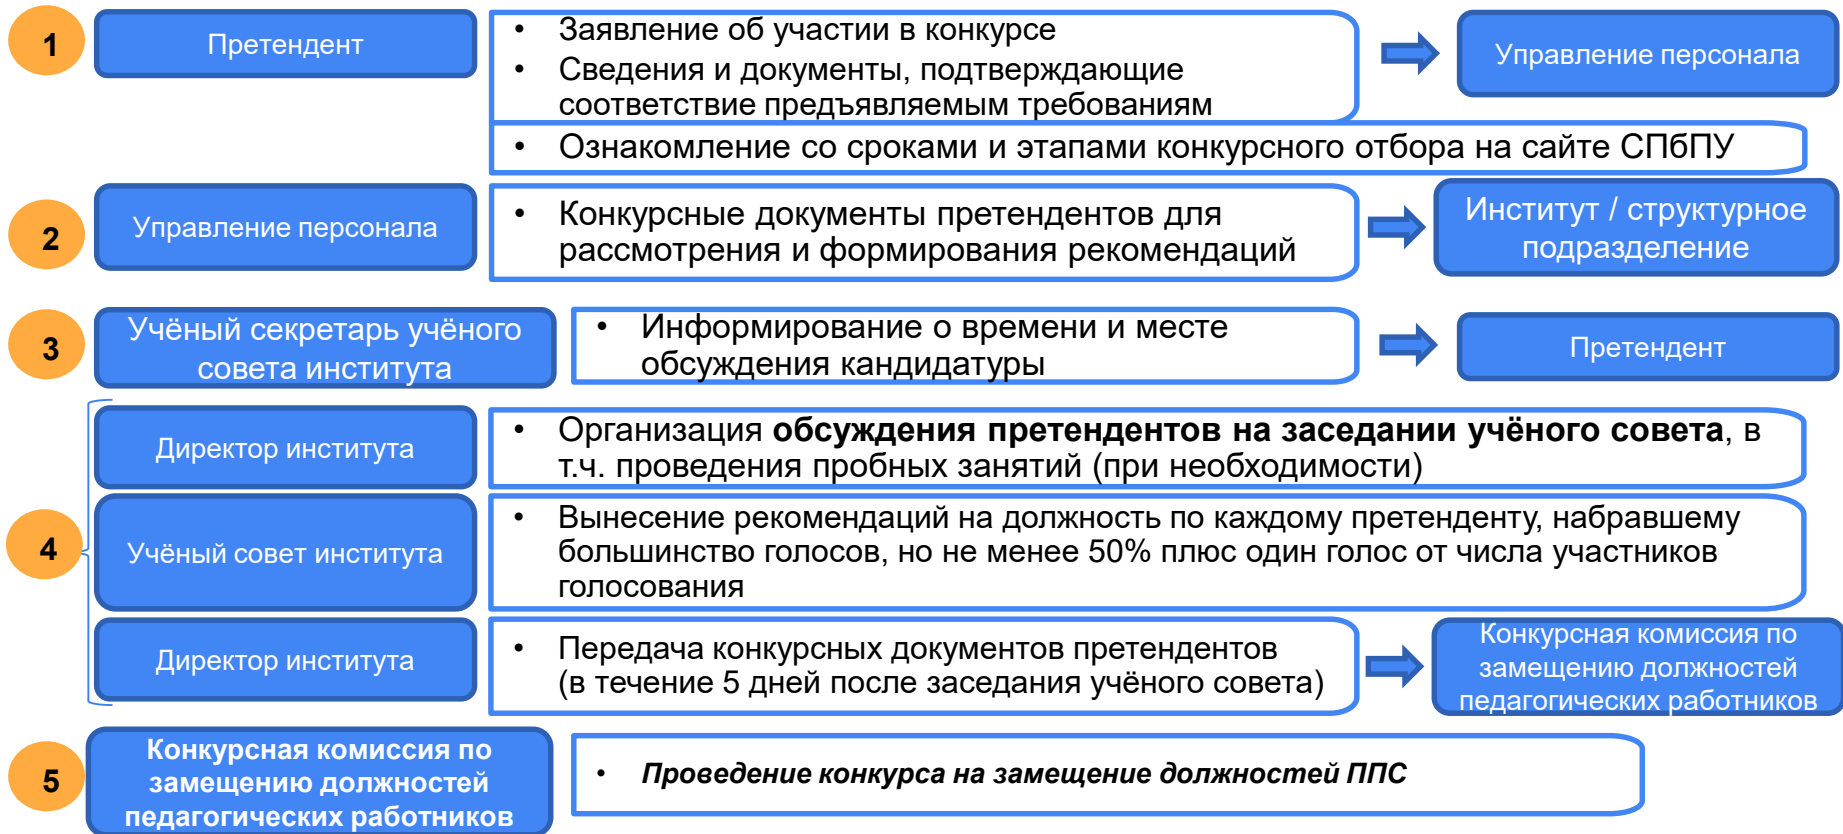 1
Претендент
• Заявление об участии в конкурсе
• Сведения и документы, подтверждающие
соответствие предъявляемым требованиям
Управление персонала
• Ознакомление со сроками и этапами конкурсного отбора на сайте СПбПУ
2
Управление персонала
• Конкурсные документы претендентов для
рассмотрения и формирования рекомендаций
Институт / структурное
подразделение
3
Учёный секретарь учёного
совета института
• Информирование о времени и месте
обсуждения кандидатуры
Претендент
4
Директор института
• Организация обсуждения претендентов на заседании учёного совета, в
т.ч. проведения пробных занятий (при необходимости)
Учёный совет института
• Вынесение рекомендаций на должность по каждому претенденту, набравшему
большинство голосов, но не менее 50% плюс один голос от числа участников
голосования
Директор института
• Передача конкурсных документов претендентов
(в течение 5 дней после заседания учёного совета)
Конкурсная комиссия по
замещению должностей
педагогических работников
5
Конкурсная комиссия по
замещению должностей
педагогических работников
• Проведение конкурса на замещение должностей ППС